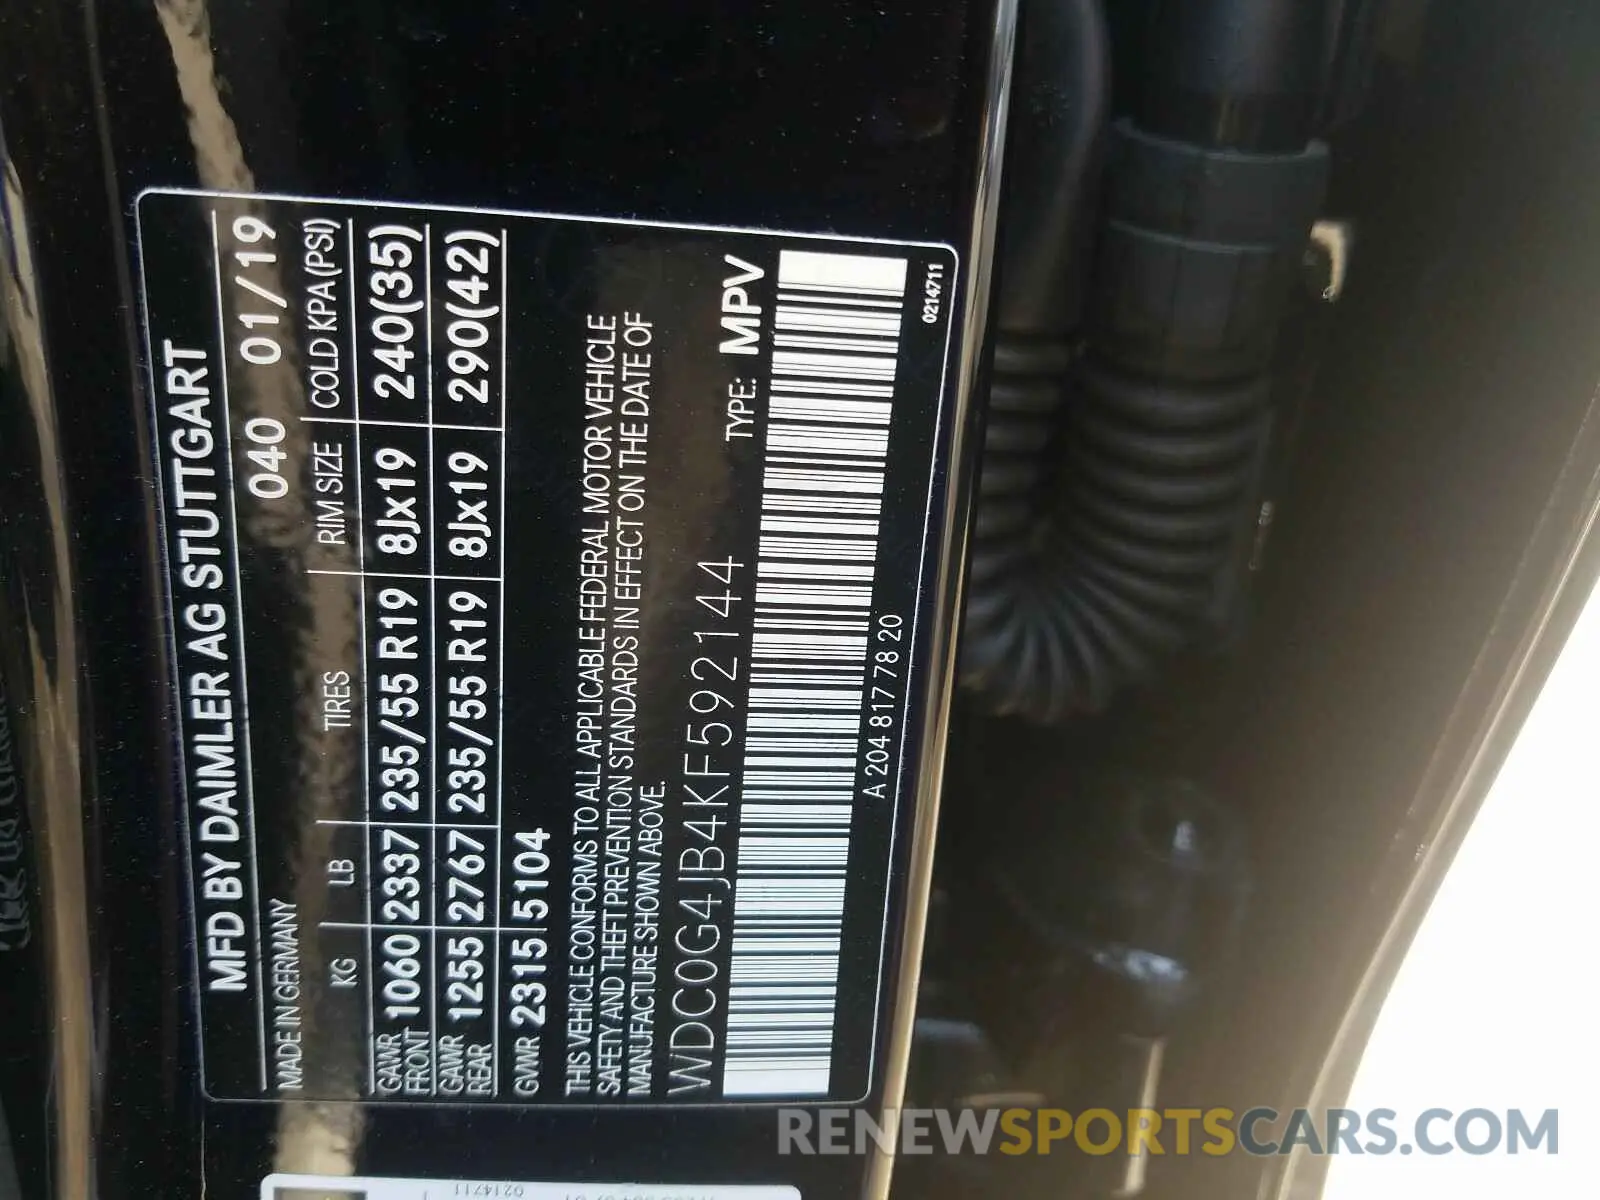 MFD BY DAIMLER AG STUTTGART
MADE IN GERMANY 040 01/19
KG LB TIRES RIM SIZE COLD KPA(PSI)
GAWR FRONT 1060 2337 235/55 R19 8Jx19 240(35)
GAWR REAR 1255 2767 235/55 R19 8Jx19 290(42)
GWR 2315 5104
THIS VEHICLE CONFORMS TO ALL APPLICABLE FEDERAL MOTOR VEHICLE
SAFETY AND THEFT PREVENTION STANDARDS IN EFFECT ON THE DATE OF
MANUFACTURE SHOWN ABOVE.
WDC0G4JB4KF592144 TYPE: MPV
A 204 817 78 20
0214711
0214711
RENEWSPORTSCARS.COM